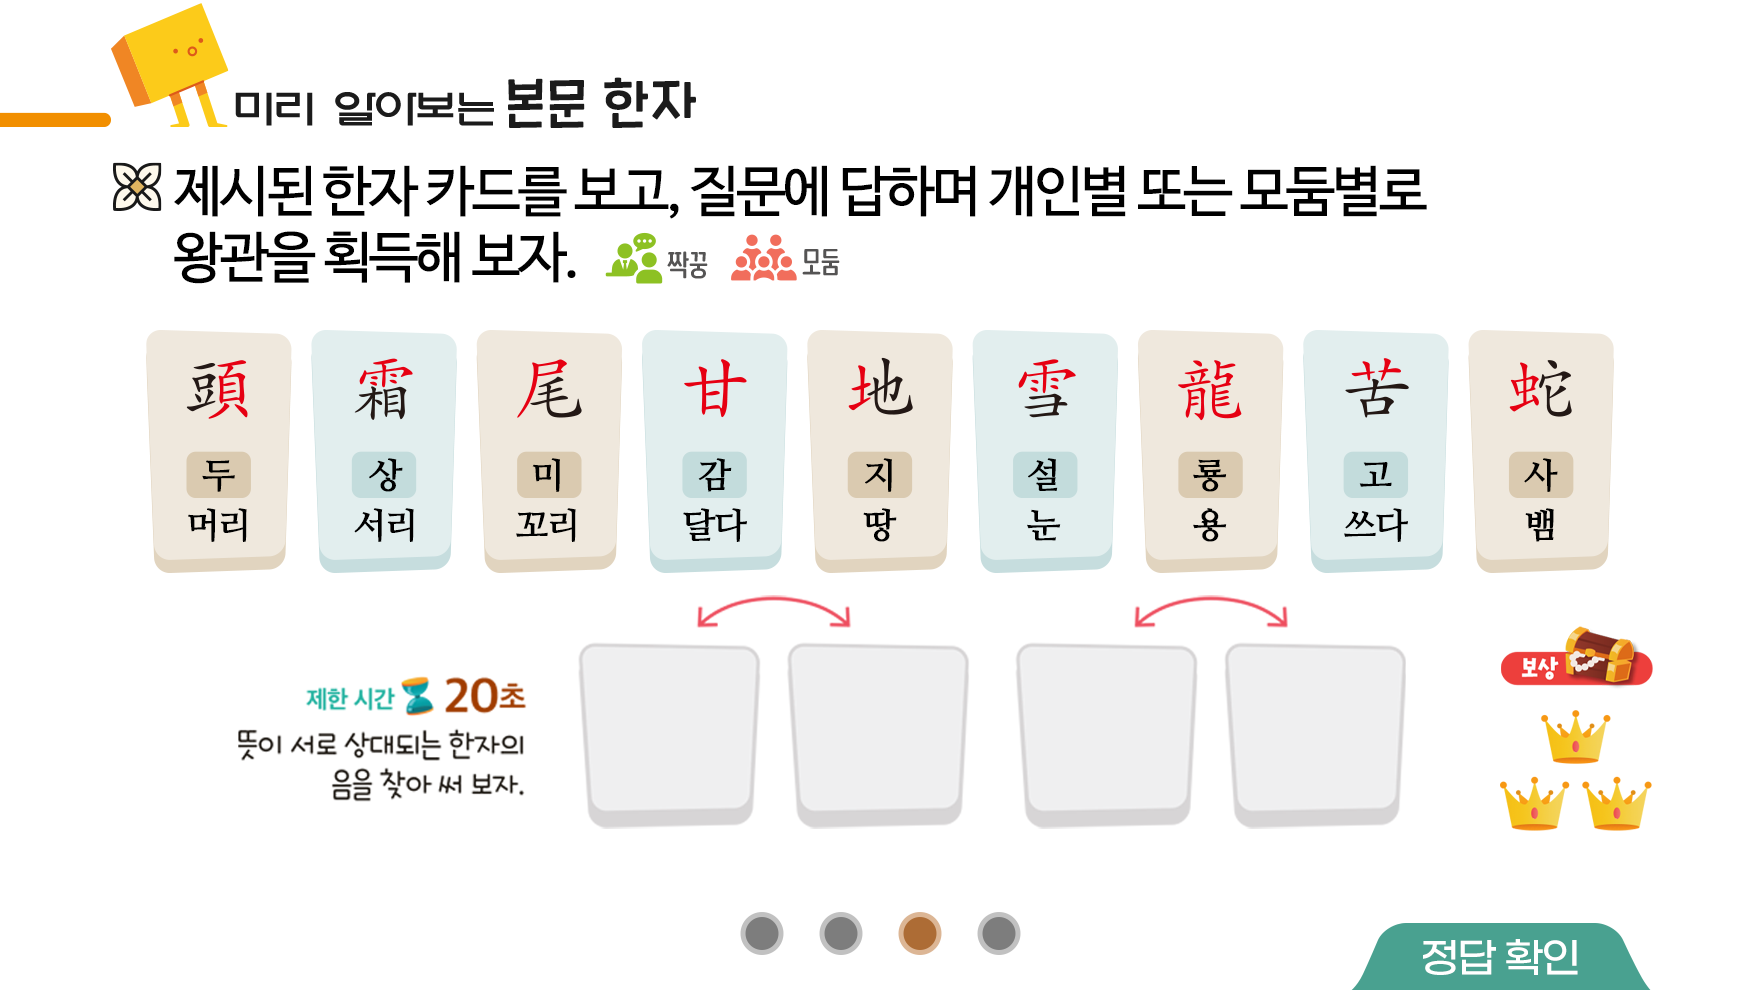 미리 알아보는 본문 한자
제시된 한자 카드를 보고, 질문에 답하며 개인별 또는 모둠별로
왕관을 획득해 보자. 짝꿍 모둠
頭 霜 尾 甘 地 雪 龍 苦 蛇
두 상 미 감 지 설 룡 고 사
머리 서리 꼬리 달다 땅 눈 용 쓰다 뱀
제한 시간 20초
뜻이 서로 상대되는 한자의
음을 찾아 써 보자.
보상
정답 확인